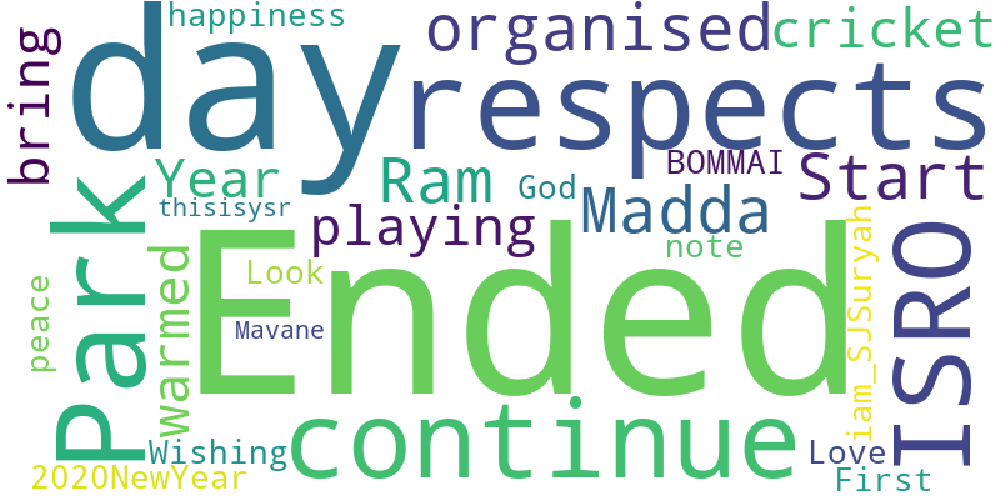 happiness
day
organised
cricket
bring
respects
Year
Ram
God
BOMMAI
Start
thisisysr
playing
Madda
note
Park
warmed
Look
Ended
iam_SJSuryah
ISRO
peace
Mavane
continue
Wishing
Love
2020NewYear
First